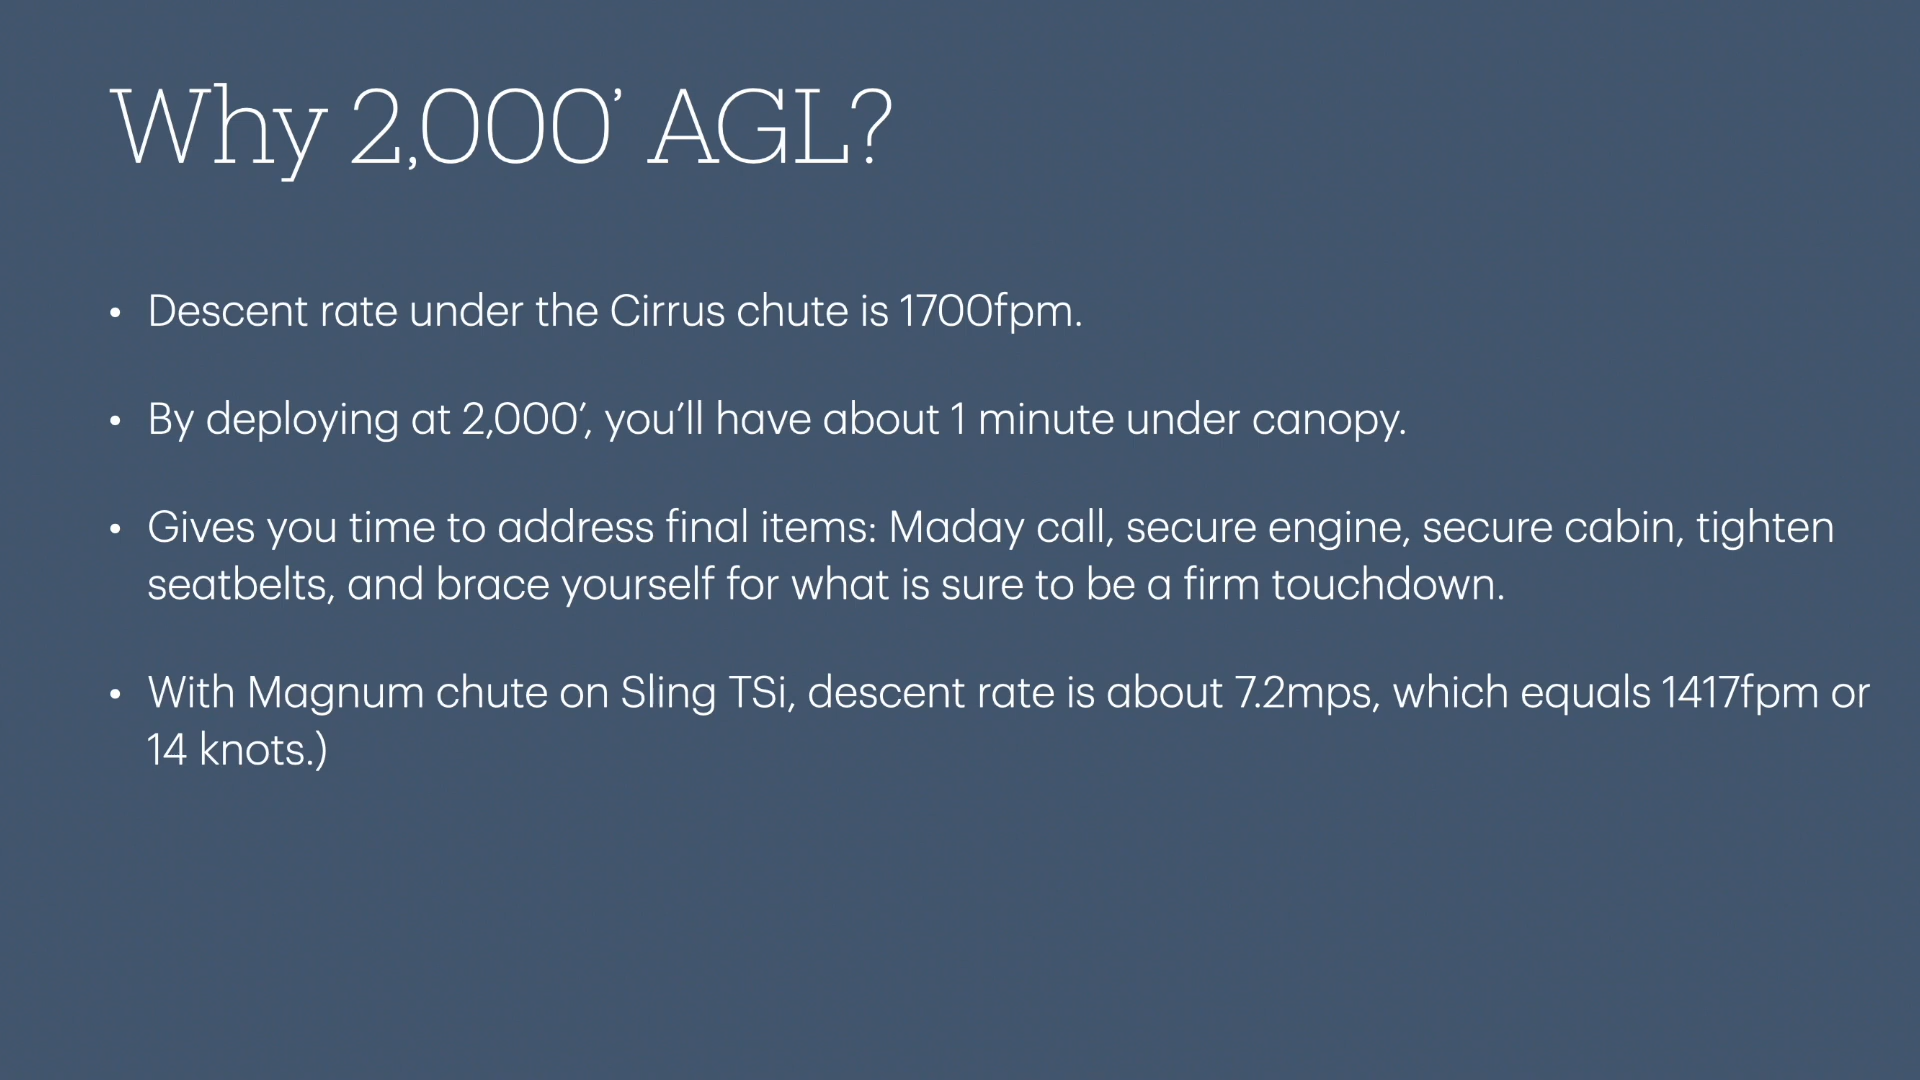 Why 2,000’ AGL?
• Descent rate under the Cirrus chute is 1700fpm.
• By deploying at 2,000’, you’ll have about 1 minute under canopy.
• Gives you time to address final items: Maday call, secure engine, secure cabin, tighten
seatbelts, and brace yourself for what is sure to be a firm touchdown.
• With Magnum chute on Sling TSi, descent rate is about 7.2mps, which equals 1417fpm or
14 knots.)